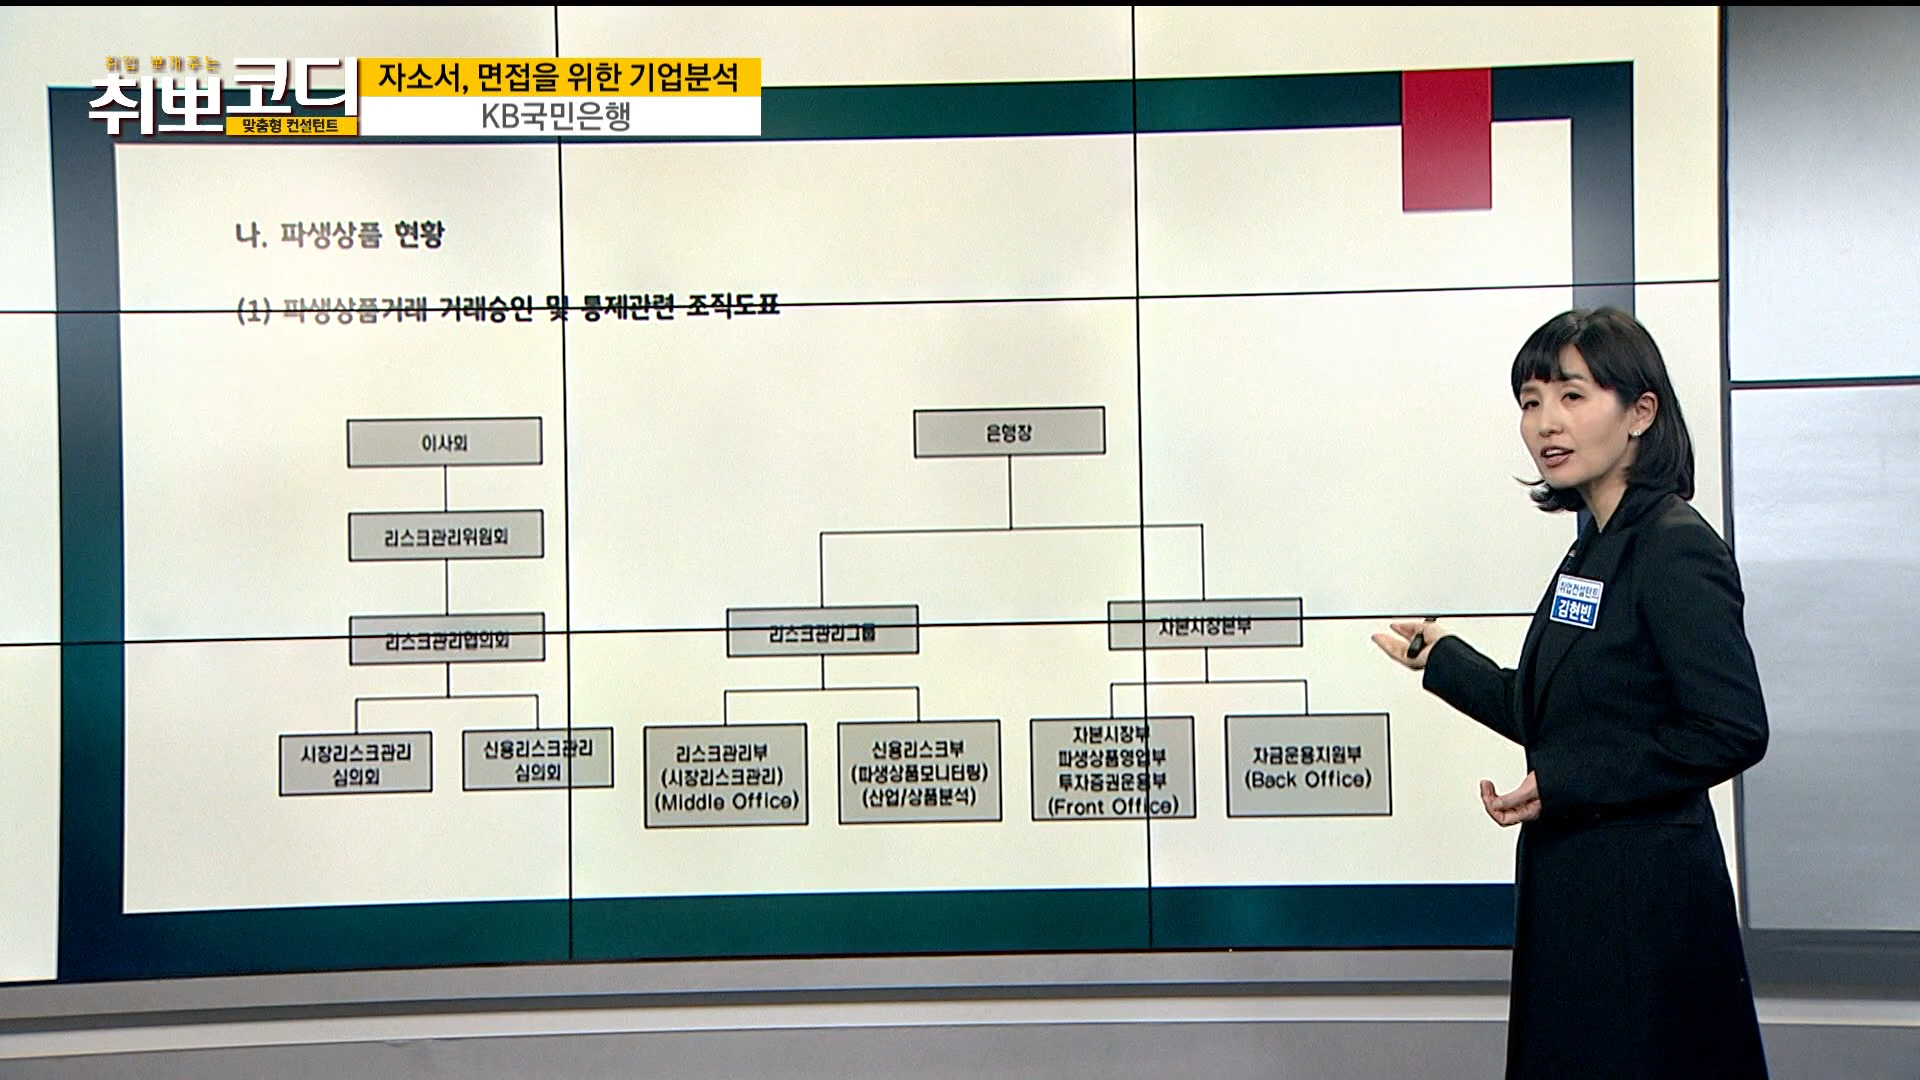 취업 뽀개주는
취뽀코디
맞춤형 컨설턴트
자소서, 면접을 위한 기업분석
KB국민은행
나. 파생상품 현황
(1) 파생상품거래 거래승인 및 통제관련 조직도표
이사회
은행장
리스크관리위원회
리스크관리협의회
리스크관리그룹
자본시장본부
시장리스크관리
심의회
신용리스크관리
심의회
리스크관리부
(시장리스크관리)
(Middle Office)
신용리스크부
(파생상품모니터링)
(산업/상품분석)
자본시장부
파생상품영업부
투자증권운용부
(Front Office)
자금운용지원부
(Back Office)
취업컨설턴트
김현빈